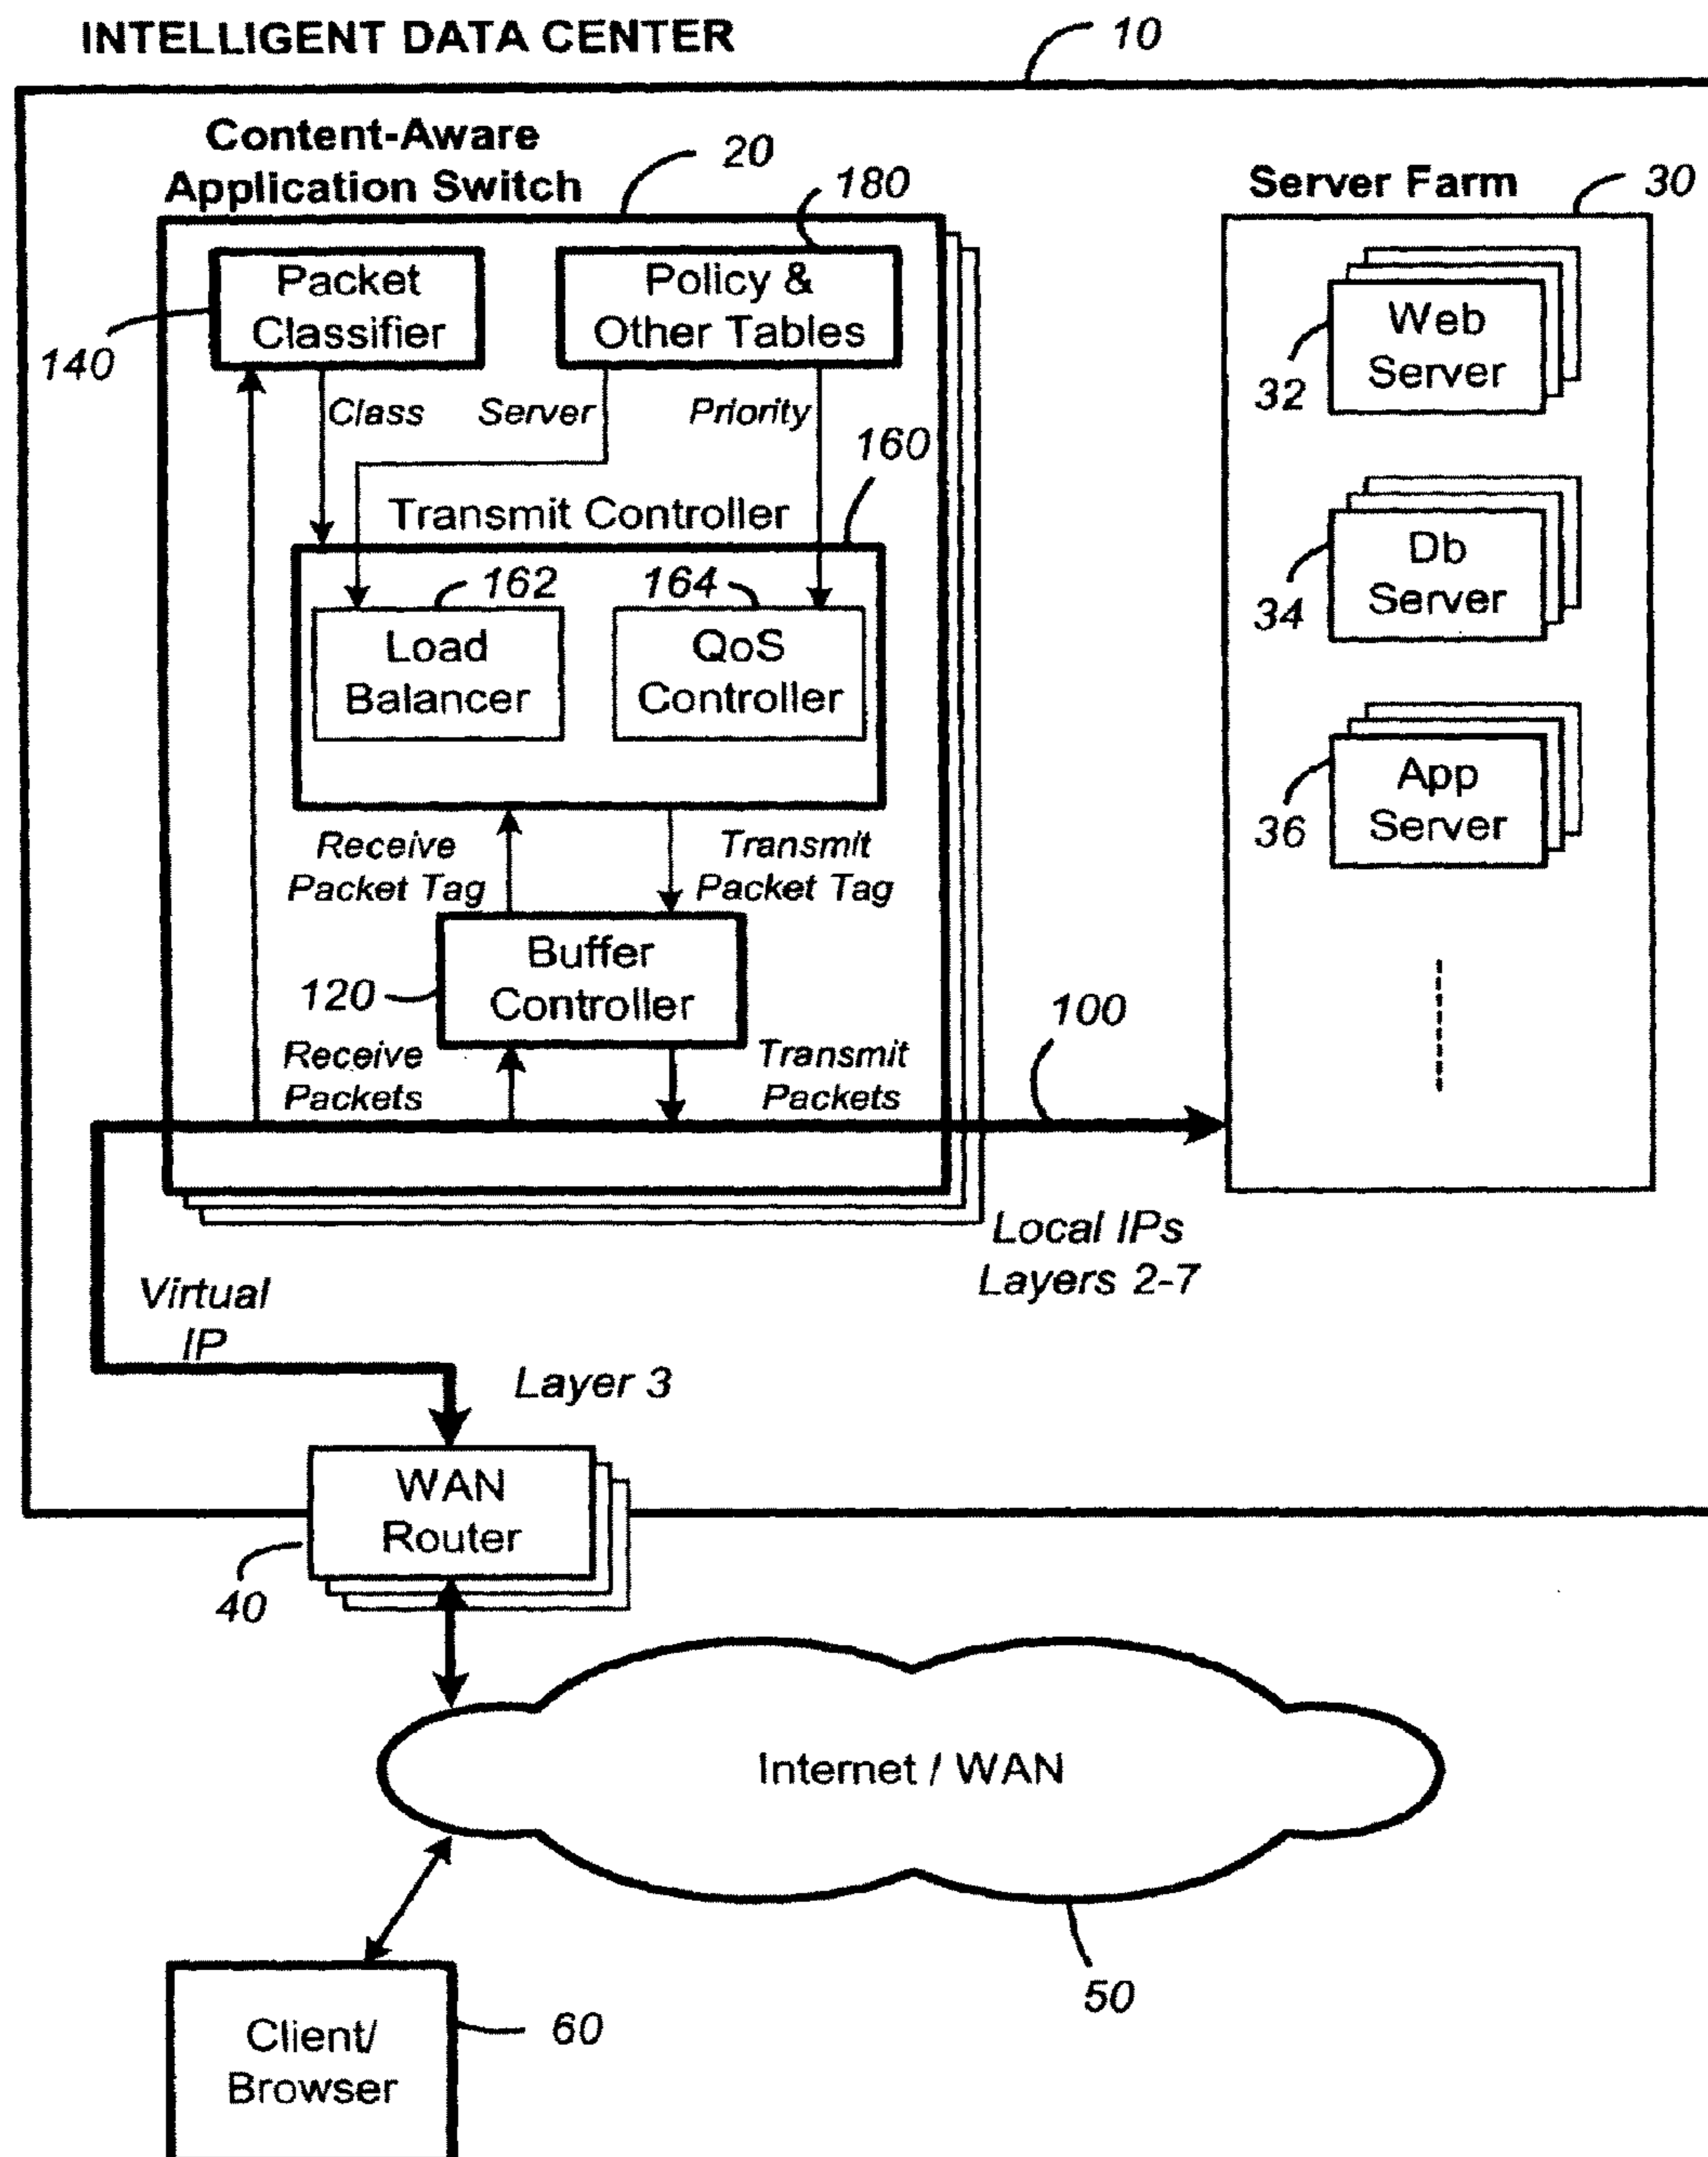 INTELLIGENT DATA CENTER
10
Content-Aware
Application Switch
20
180
Server Farm
30
Packet
Classifier
140
Policy &
Other Tables
Web
Server
32
Class
Server
Priority
160
Transmit Controller
162
164
Load
Balancer
QoS
Controller
Db
Server
34
App
Server
36
Receive
Packet Tag
Transmit
Packet Tag
Buffer
Controller
120
100
Receive
Packets
Transmit
Packets
Local IPs
Layers 2-7
Virtual
IP
Layer 3
WAN
Router
40
Internet / WAN
50
Client/
Browser
60